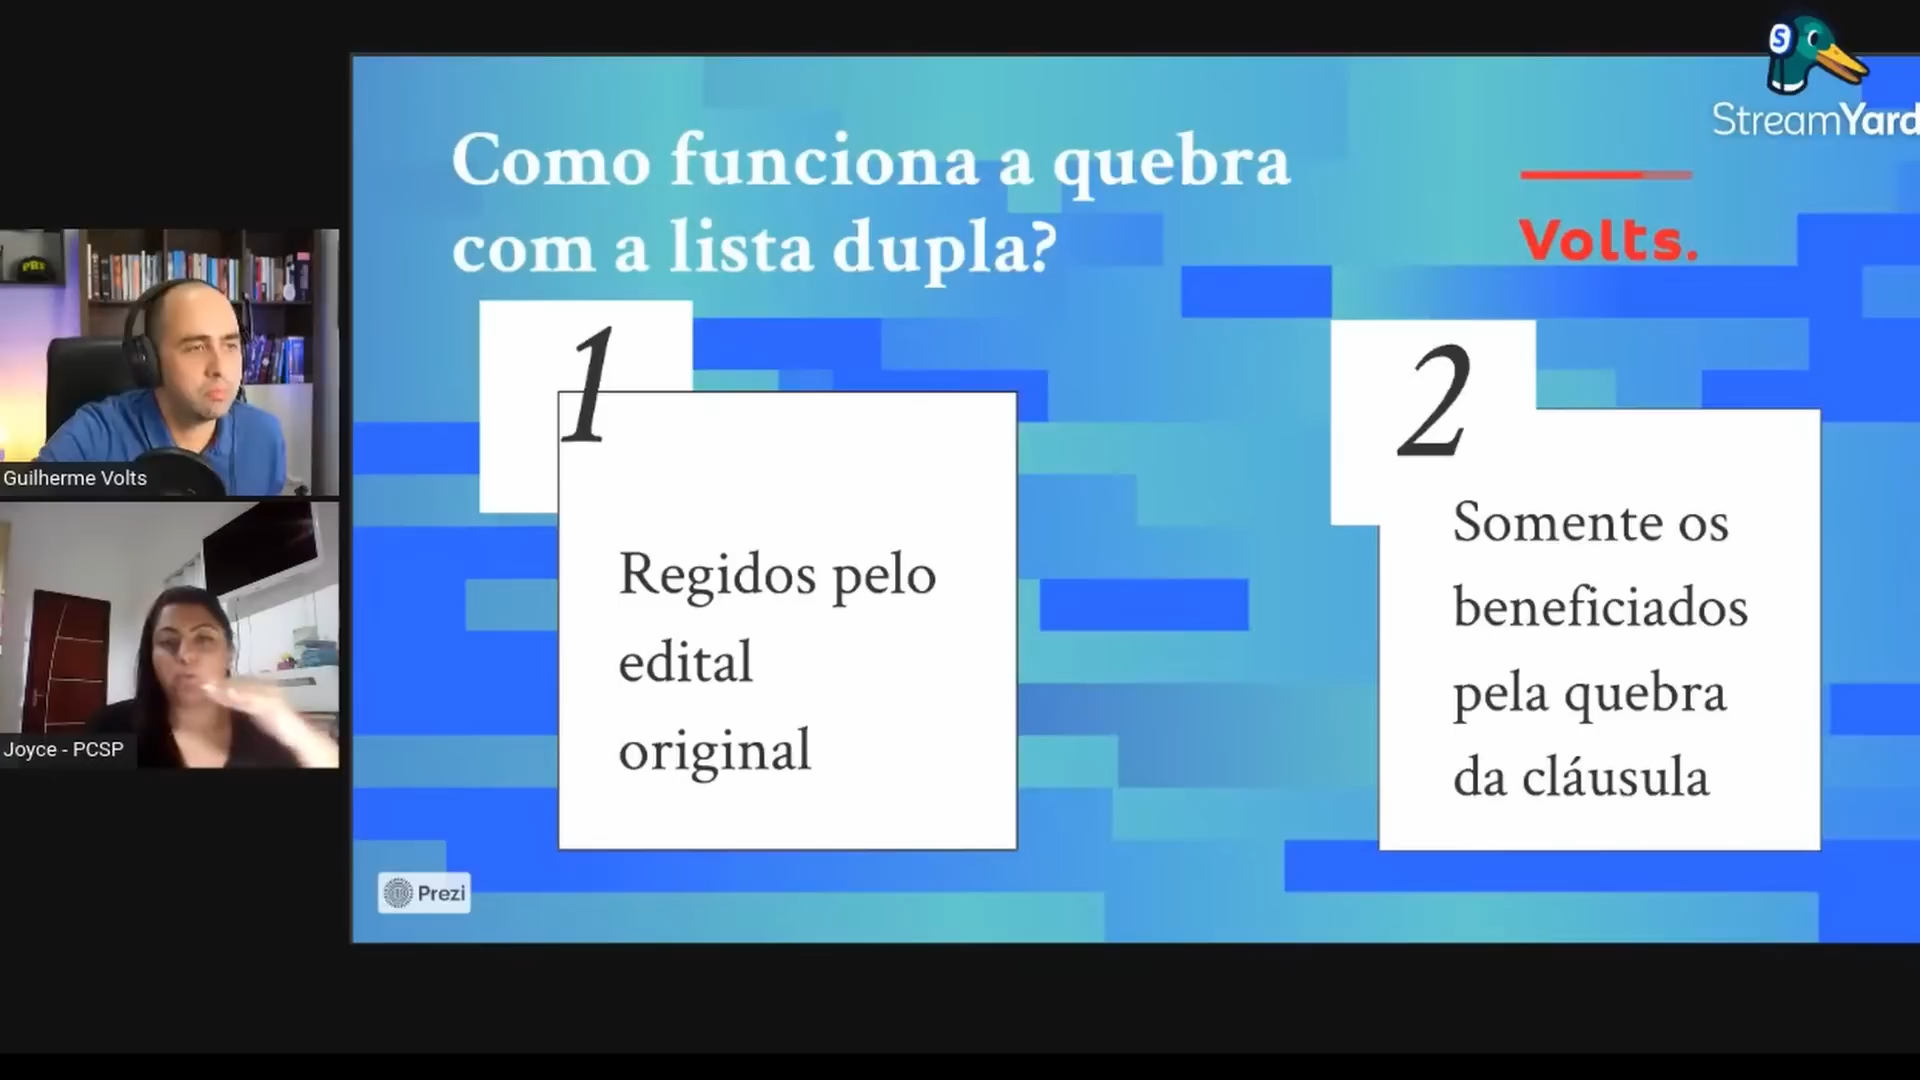 S
StreamYard
Como funciona a quebra
com a lista dupla?
Volts.
1
Regidos pelo
edital
original
2
Somente os
beneficiados
pela quebra
da cláusula
PRF
Guilherme Volts
Joyce - PCSP
Prezi